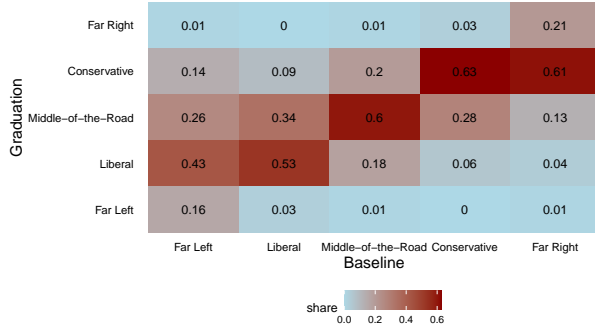 Graduation
Far Right 0.01 0 0.01 0.03 0.21
Conservative 0.14 0.09 0.2 0.63 0.61
Middle−of−the−Road 0.26 0.34 0.6 0.28 0.13
Liberal 0.43 0.53 0.18 0.06 0.04
Far Left 0.16 0.03 0.01 0 0.01
Far Left Liberal Middle−of−the−Road Conservative Far Right
Baseline
share
0.0 0.2 0.4 0.6